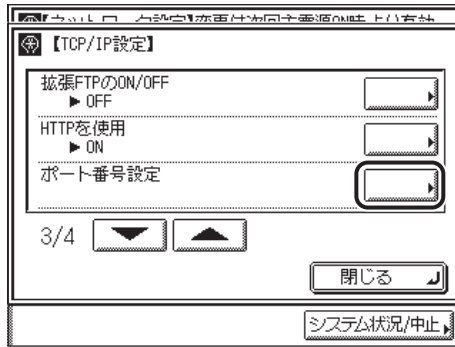 【TCP/IP設定】
拡張FTPのON/OFF
▶ OFF
HTTPを使用
▶ ON
ポート番号設定
3/4
閉じる
システム状況/中止